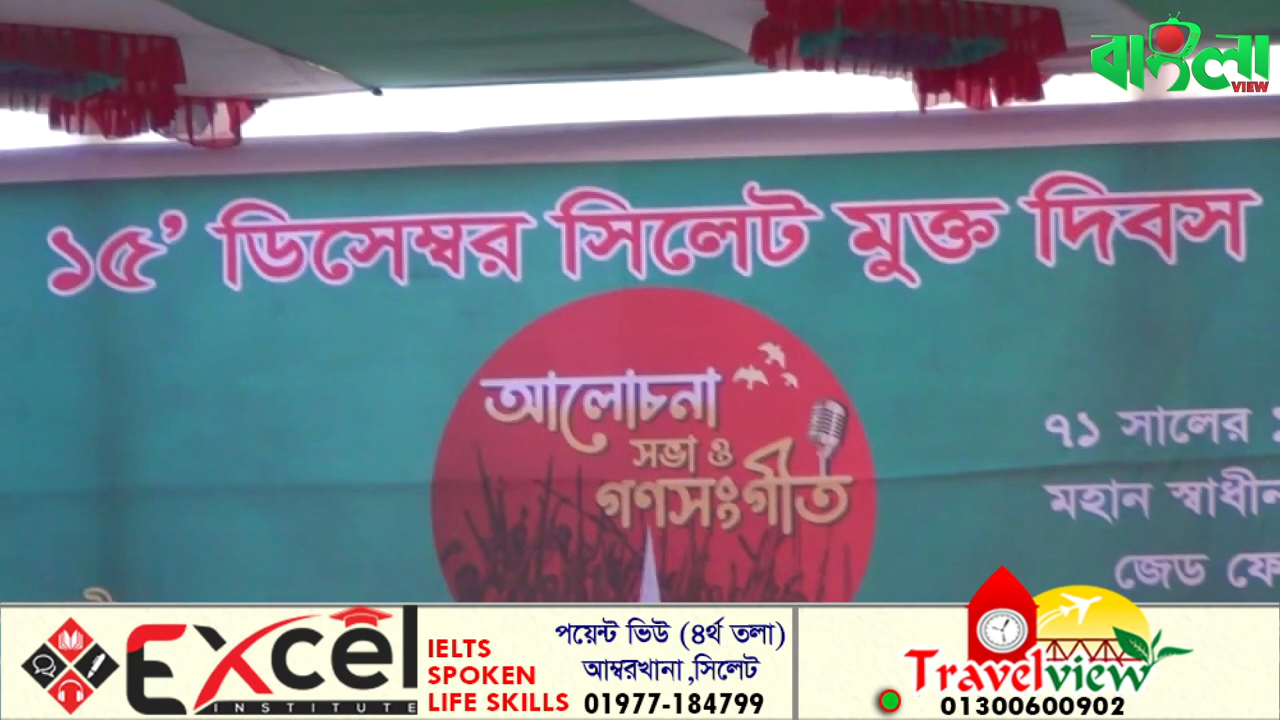 বাংলা
VIEW
১৫’ ডিসেম্বর সিলেট মুক্ত দিবস
আলোচনা
সভা ও
গণসংগীত
৭১ সালের
মহান স্বাধীন
জেড ফো
EXCEL
INSTITUTE
IELTS
SPOKEN
LIFE SKILLS
পয়েন্ট ভিউ (৪র্থ তলা)
আম্বরখানা ,সিলেট
01977-184799
Travelview
01300600902